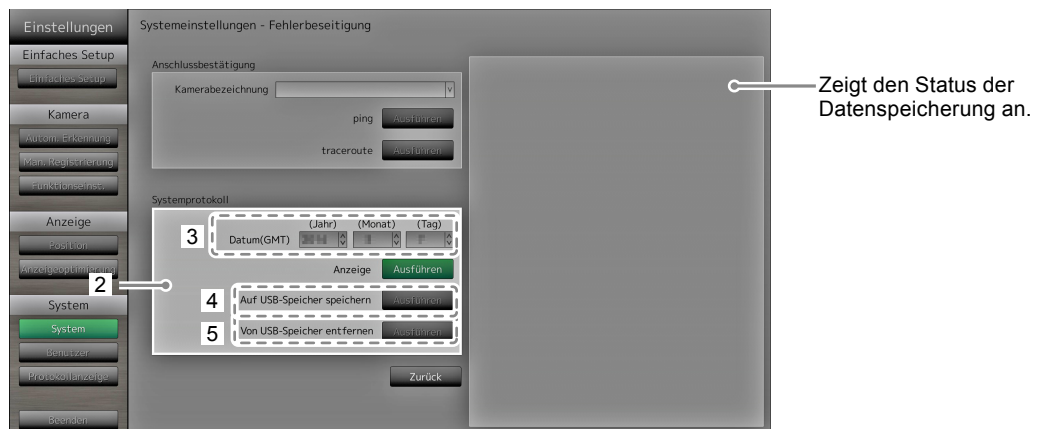 Einstellungen
Einfaches Setup
Einfaches Setup
Kamera
Autom. Erkennung
Man. Registrierung
Funktionseinst.
Anzeige
Position
Anzeigeoptimierung
System
System
Benutzer
Protokollanzeige
Beenden
Systemeinstellungen - Fehlerbeseitigung
Anschlussbestätigung
Kamerabezeichnung
ping Ausführen
traceroute Ausführen
Systemprotokoll
2
3
(Jahr) (Monat) (Tag)
Datum(GMT)
Anzeige Ausführen
4 Auf USB-Speicher speichern Ausführen
5 Von USB-Speicher entfernen Ausführen
Zurück
Zeigt den Status der
Datenspeicherung an.